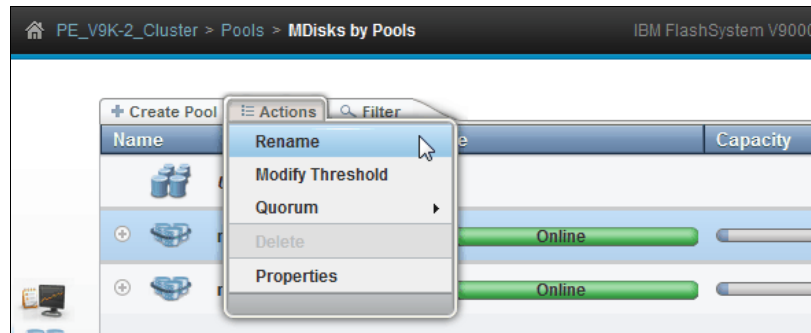 PE_V9K-2_Cluster > Pools > MDisks by Pools
IBM FlashSystem V9000
Create Pool
Actions
Filter
Name
Capacity
Rename
Modify Threshold
Quorum
Delete
Online
Properties
Online